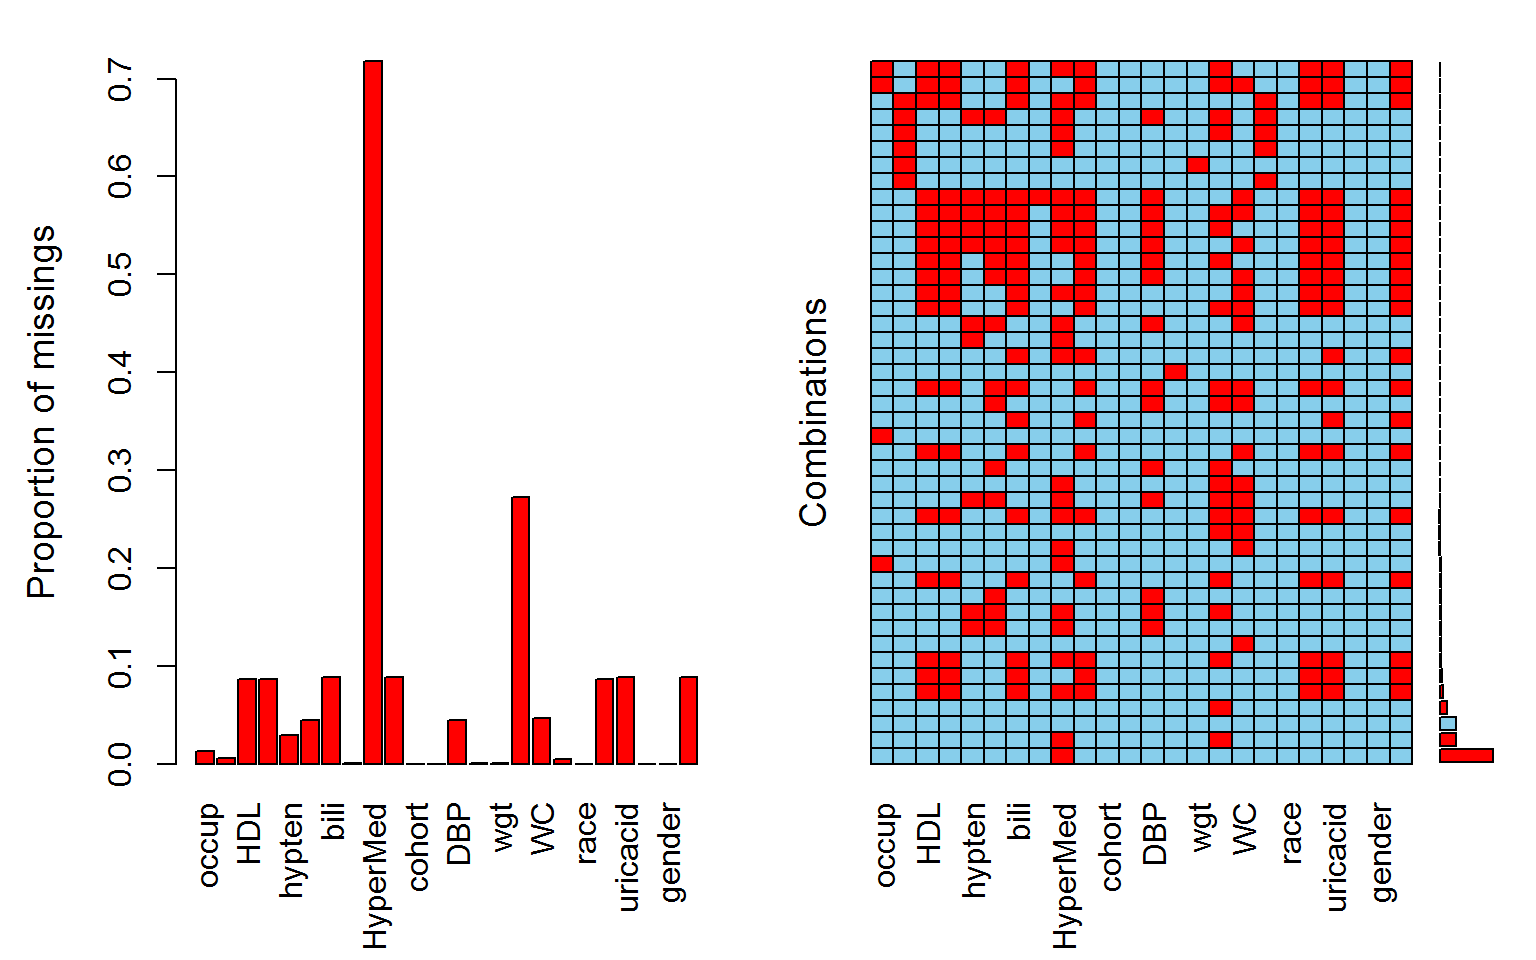 Proportion of missings
0.7
0.6
0.5
0.4
0.3
0.2
0.1
0.0
occup
HDL
hypten
bili
HyperMed
cohort
DBP
wgt
WC
race
uricacid
gender
Combinations
occup
HDL
hypten
bili
HyperMed
cohort
DBP
wgt
WC
race
uricacid
gender